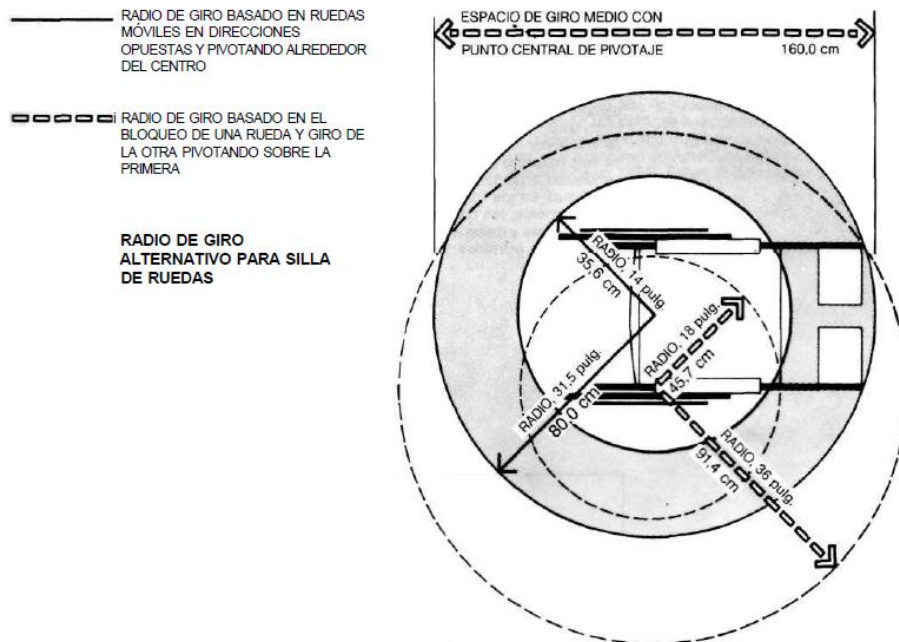 RADIO DE GIRO BASADO EN RUEDAS
MÓVILES EN DIRECCIONES
OPUESTAS Y PIVOTANDO ALREDEDOR
DEL CENTRO
RADIO DE GIRO BASADO EN EL
BLOQUEO DE UNA RUEDA Y GIRO DE
LA OTRA PIVOTANDO SOBRE LA
PRIMERA
RADIO DE GIRO
ALTERNATIVO PARA SILLA
DE RUEDAS
ESPACIO DE GIRO MEDIO CON
PUNTO CENTRAL DE PIVOTAJE 160,0 cm
RADIO, 14 pulg.
35,6 cm
RADIO, 18 pulg.
45,7 cm
RADIO, 31,5 pulg.
80,0 cm
RADIO, 36 pulg.
91,4 cm